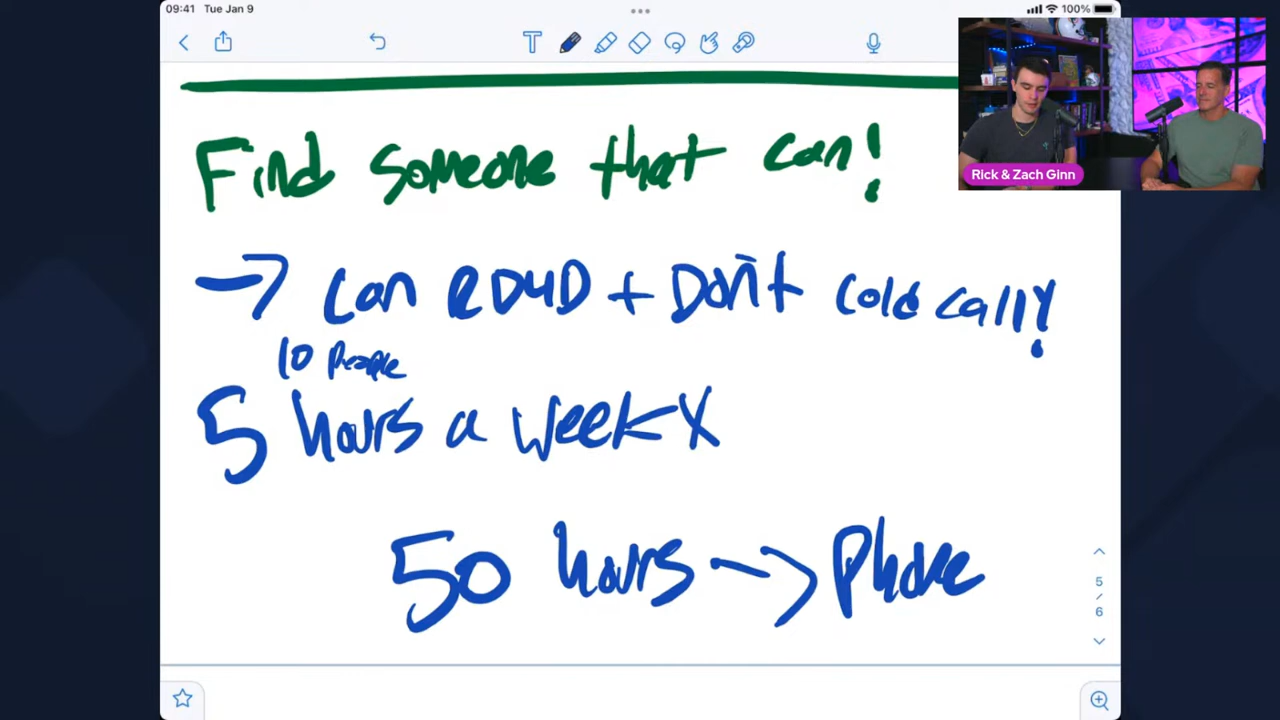 09:41 Tue Jan 9
100%
Rick & Zach Ginn
Find someone that can!
→ Can RD4D + Don't cold call!
10 People
5 hours a week X
50 hours → Phone
5
/
6